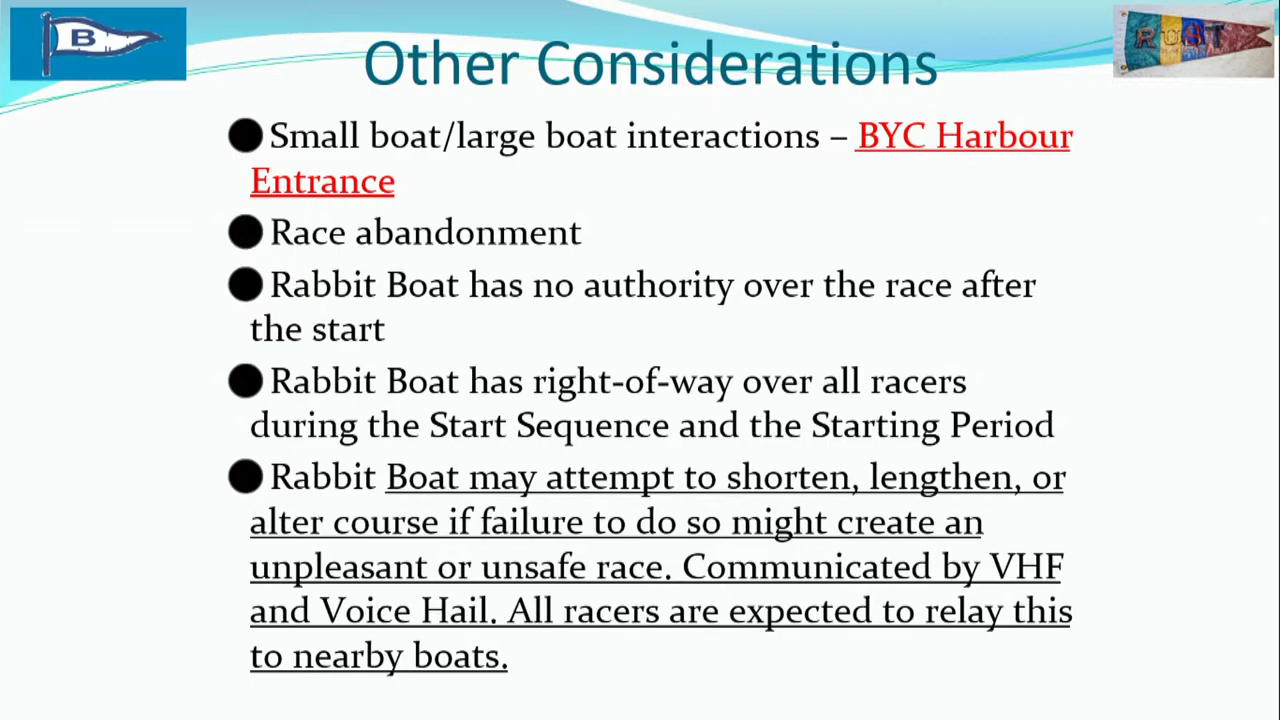 B
RUST
Other Considerations
Small boat/large boat interactions – BYC Harbour
Entrance
Race abandonment
Rabbit Boat has no authority over the race after
the start
Rabbit Boat has right-of-way over all racers
during the Start Sequence and the Starting Period
Rabbit Boat may attempt to shorten, lengthen, or
alter course if failure to do so might create an
unpleasant or unsafe race. Communicated by VHF
and Voice Hail. All racers are expected to relay this
to nearby boats.